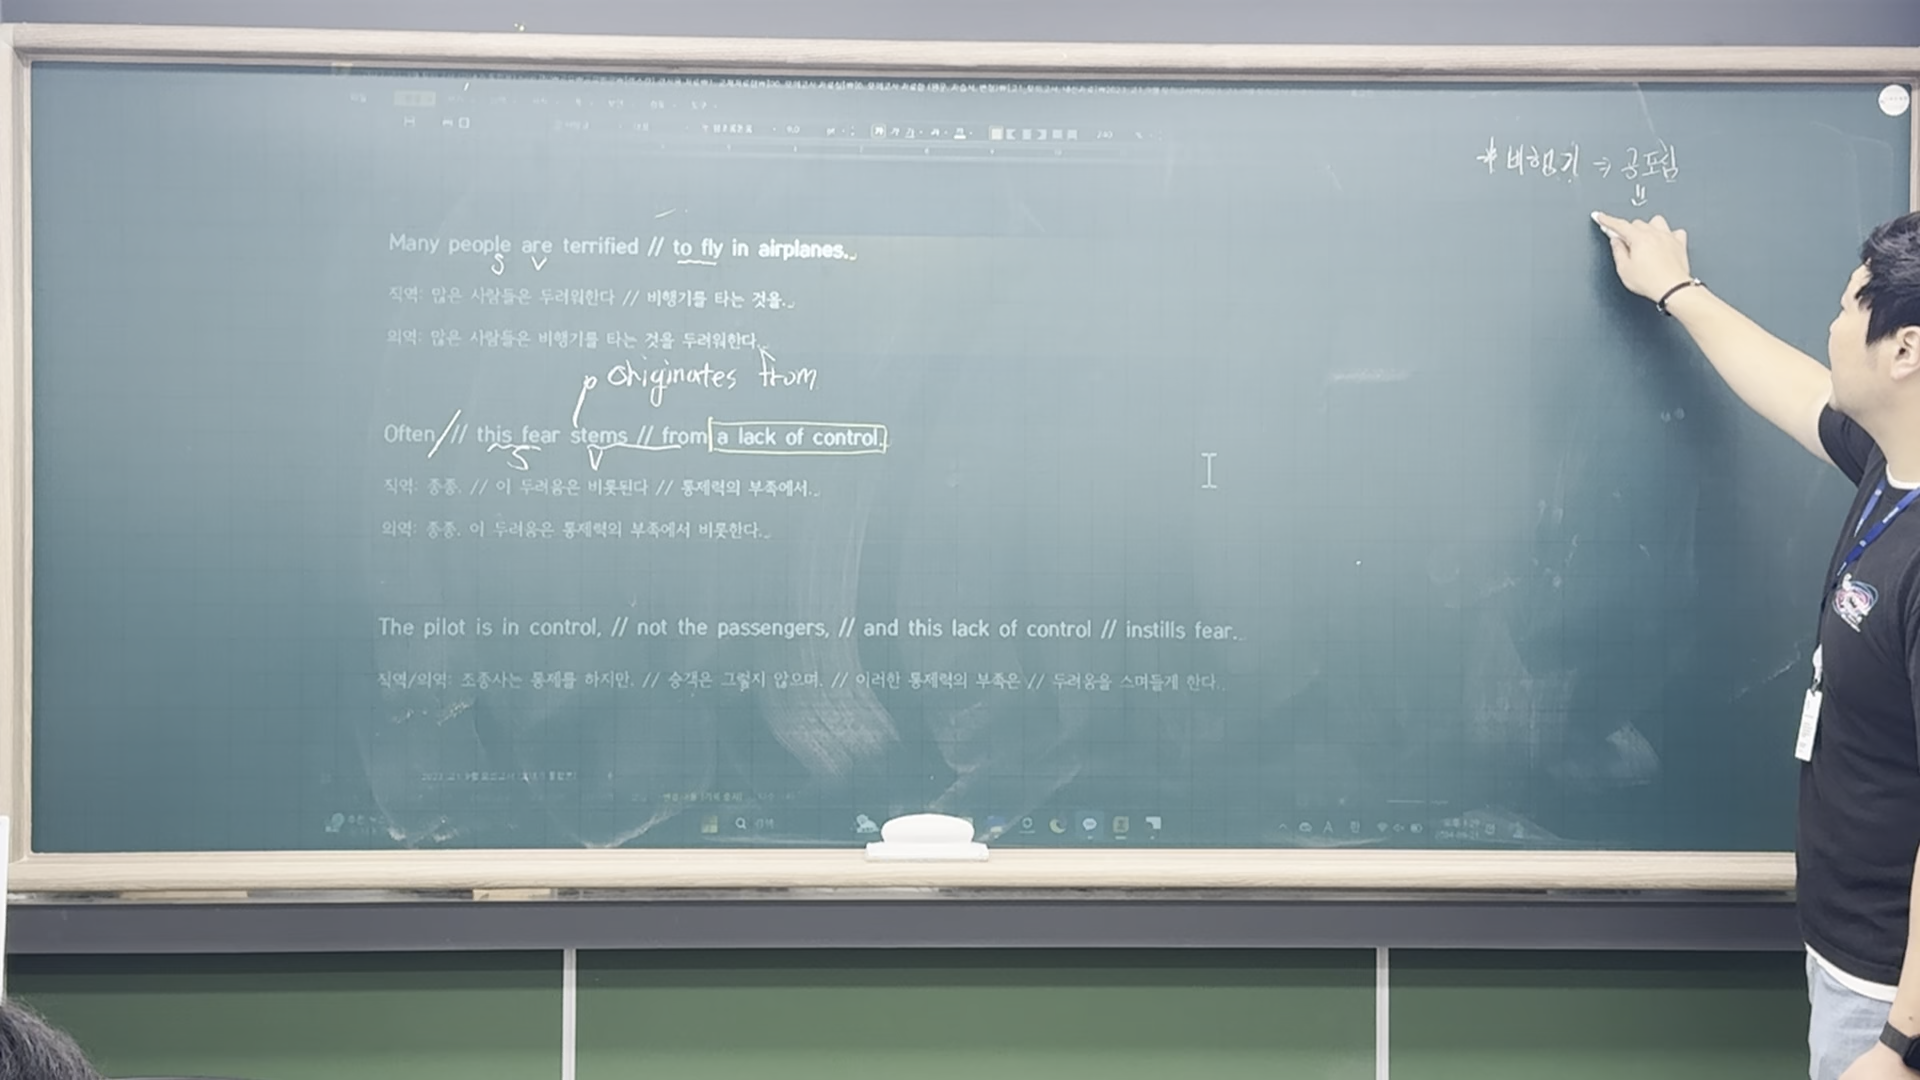 * 비행기 ⇒ 공포심
Many people are terrified // to fly in airplanes.
S V
직역: 많은 사람들은 두려워한다 // 비행기를 타는 것을.
의역: 많은 사람들은 비행기를 타는 것을 두려워한다.
originates from
Often // this fear stems // from a lack of control.
S V
직역: 종종, // 이 두려움은 비롯된다 // 통제력의 부족에서.
의역: 종종, 이 두려움은 통제력의 부족에서 비롯한다.
The pilot is in control, // not the passengers, // and this lack of control // instills fear.
직역/의역: 조종사는 통제를 하지만, // 승객은 그렇지 않으며, // 이러한 통제력의 부족은 // 두려움을 스며들게 한다.